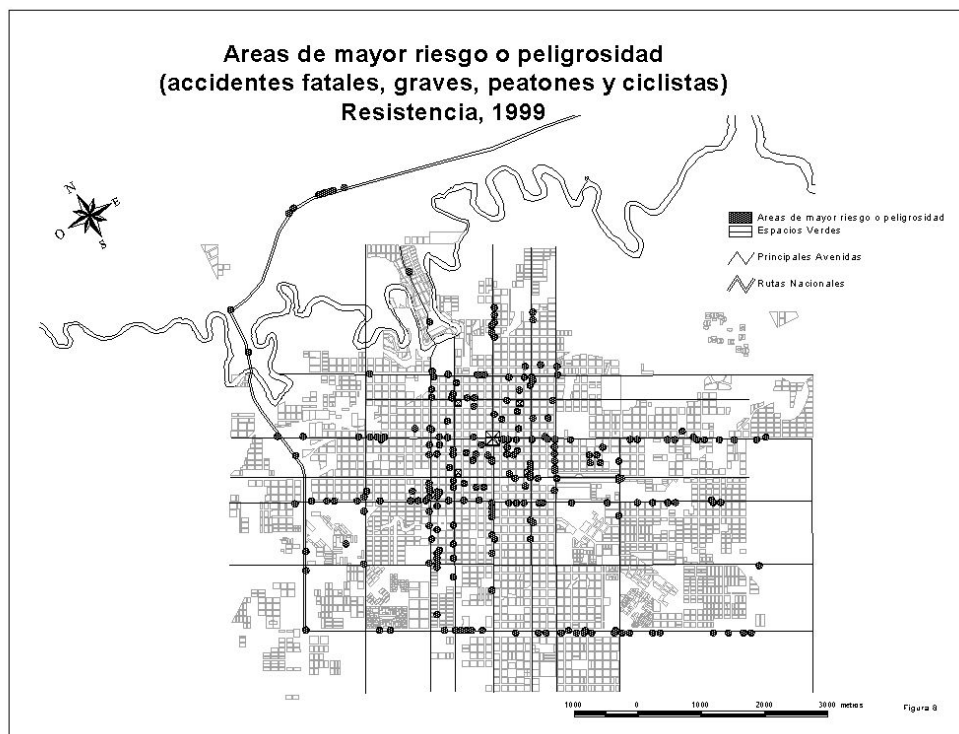 Areas de mayor riesgo o peligrosidad
(accidentes fatales, graves, peatones y ciclistas)
Resistencia, 1999
N
E
O
S
Areas de mayor riesgo o peligrosidad
Espacios Verdes
Principales Avenidas
Rutas Nacionales
1000 0 1000 2000 3000 metros
Figura 8